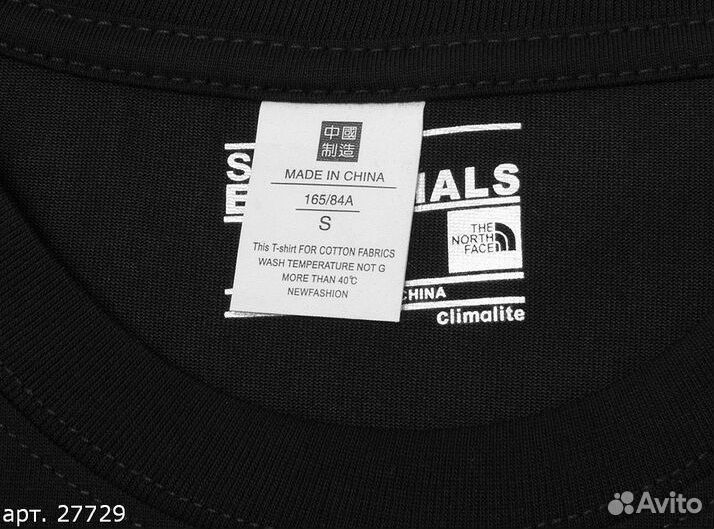 中國
制造
MADE IN CHINA
165/84A
S
This T-shirt FOR COTTON FABRICS
WASH TEMPERATURE NOT G
MORE THAN 40℃
NEWFASHION
S
IALS
THE
NORTH
FACE
CHINA
climalite
арт. 27729
Avito